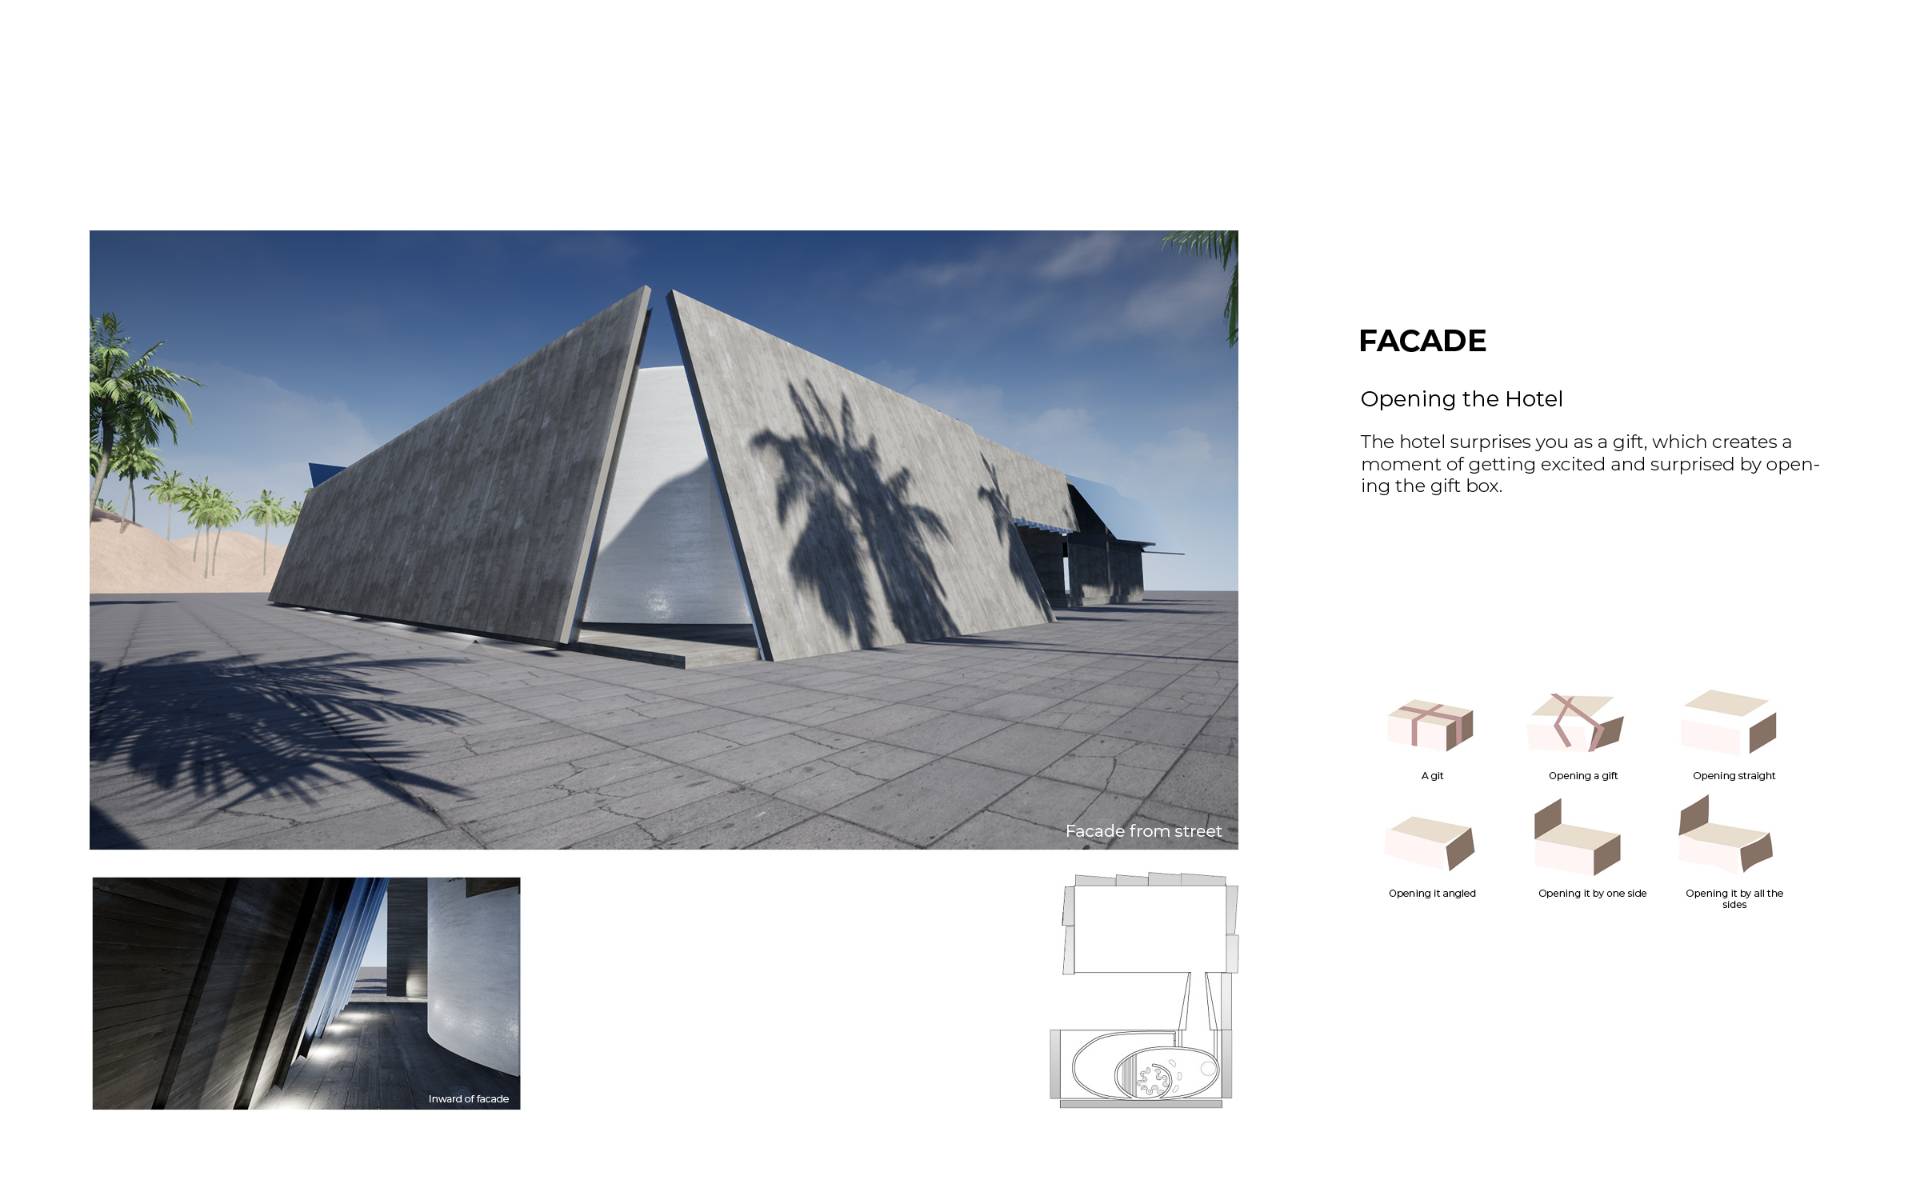 FACADE
Opening the Hotel
The hotel surprises you as a gift, which creates a
moment of getting excited and surprised by open-
ing the gift box.
Facade from street
A git
Opening a gift
Opening straight
Opening it angled
Opening it by one side
Opening it by all the
sides
Inward of facade